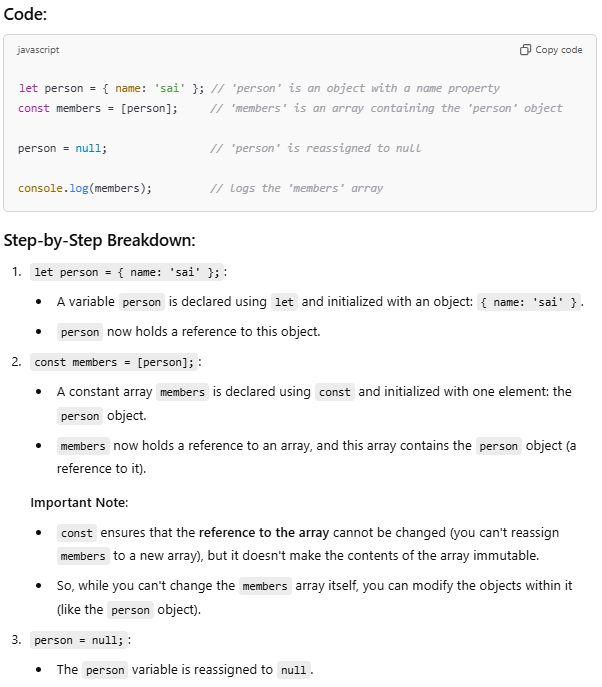 Code:
javascript
Copy code
let person = { name: 'sai' }; // 'person' is an object with a name property
const members = [person];     // 'members' is an array containing the 'person' object
person = null;                // 'person' is reassigned to null
console.log(members);         // Logs the 'members' array
Step-by-Step Breakdown:
1. let person = { name: 'sai' }; :
• A variable person is declared using let and initialized with an object: { name: 'sai' } .
• person now holds a reference to this object.
2. const members = [person]; :
• A constant array members is declared using const and initialized with one element: the
person object.
• members now holds a reference to an array, and this array contains the person object (a
reference to it).
Important Note:
• const ensures that the reference to the array cannot be changed (you can't reassign
members to a new array), but it doesn't make the contents of the array immutable.
• So, while you can't change the members array itself, you can modify the objects within it
(like the person object).
3. person = null; :
• The person variable is reassigned to null .